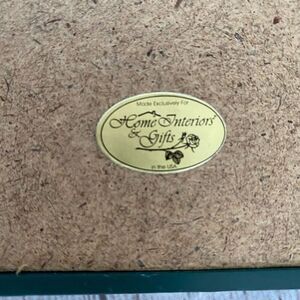 Made Exclusively For
Home Interiors
& Gifts
in the USA